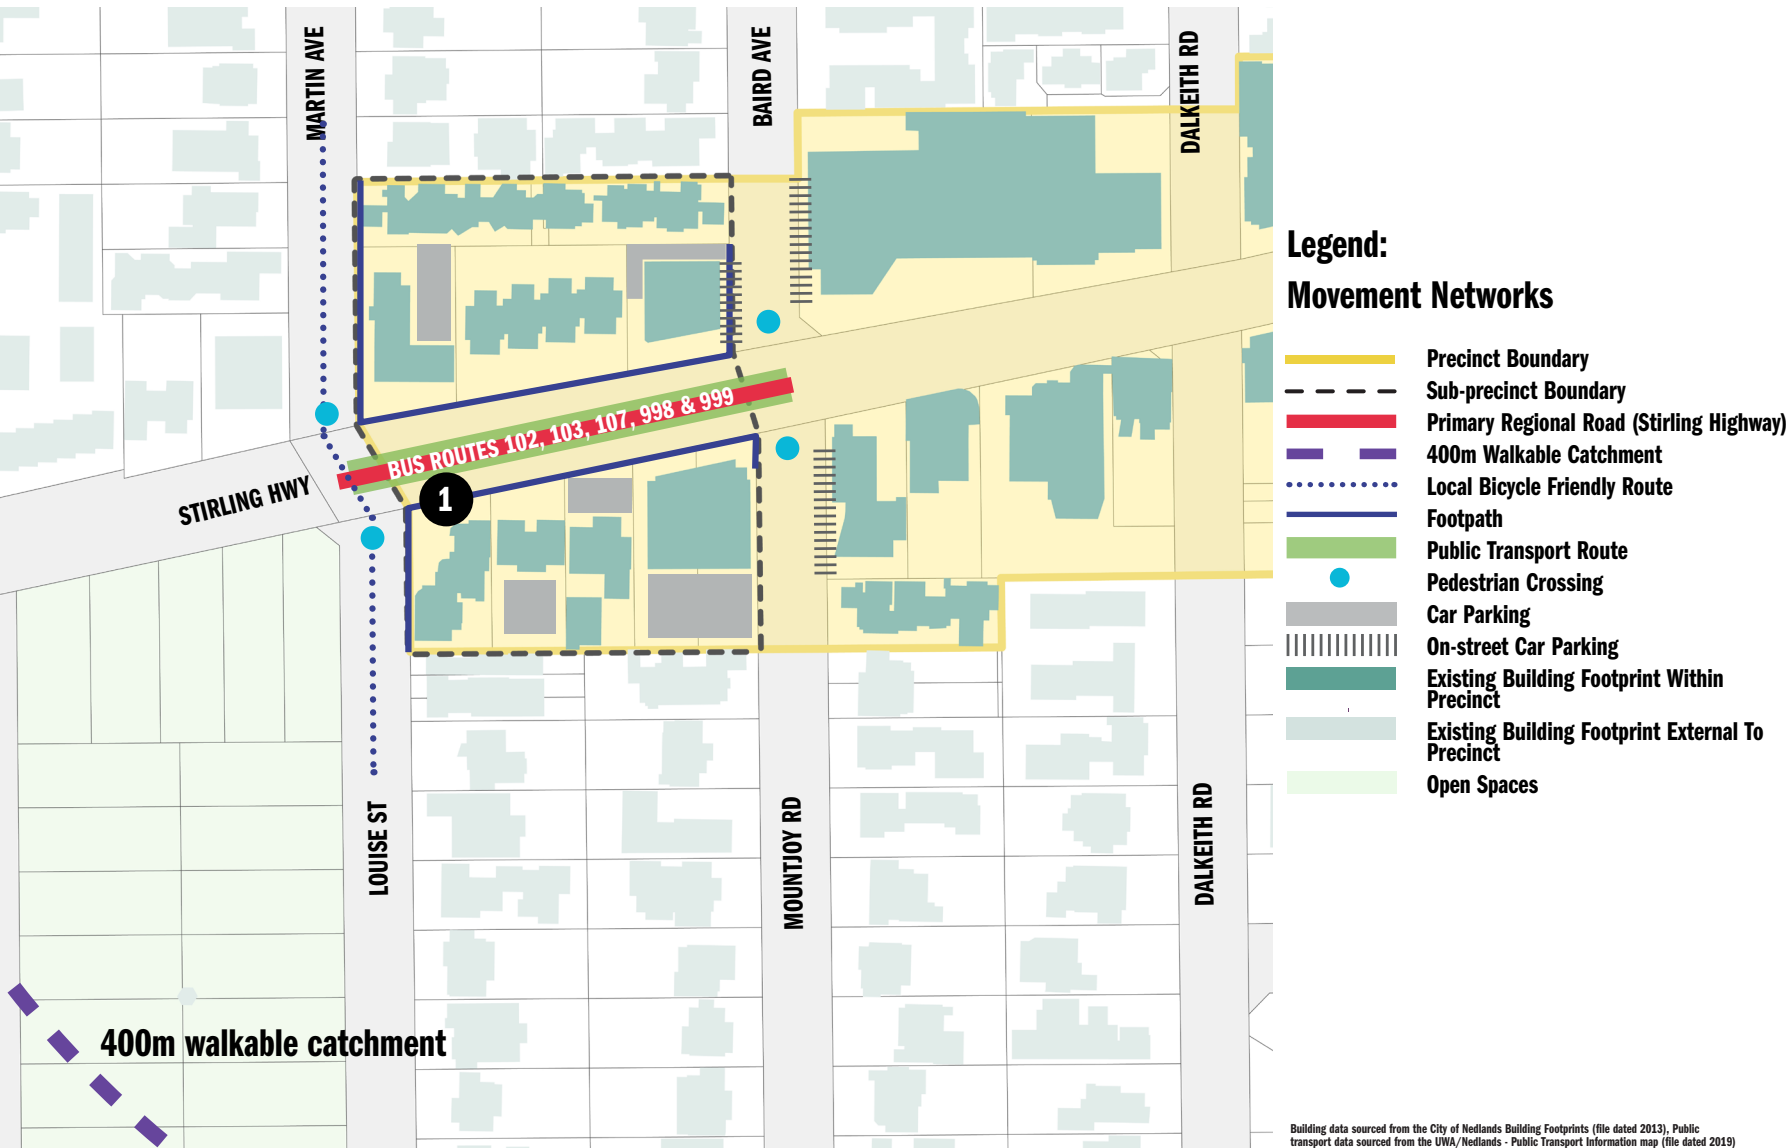 MARTIN AVE
BAIRD AVE
DALKEITH RD
BUS ROUTES 102, 103, 107, 998 & 999
STIRLING HWY
1
LOUISE ST
MOUNTJOY RD
DALKEITH RD
400m walkable catchment
Legend:
Movement Networks
Precinct Boundary
Sub-precinct Boundary
Primary Regional Road (Stirling Highway)
400m Walkable Catchment
Local Bicycle Friendly Route
Footpath
Public Transport Route
Pedestrian Crossing
Car Parking
On-street Car Parking
Existing Building Footprint Within
Precinct
Existing Building Footprint External To
Precinct
Open Spaces
Building data sourced from the City of Nedlands Building Footprints (file dated 2013), Public
transport data sourced from the UWA/Nedlands - Public Transport Information map (file dated 2019)